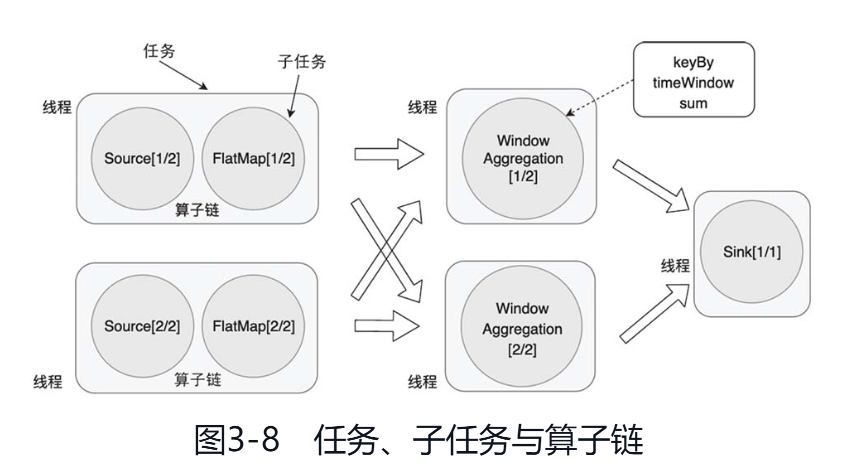 任务
子任务
keyBy
timeWindow
sum
线程
Source[1/2]
FlatMap[1/2]
算子链
线程
Window
Aggregation
[1/2]
Source[2/2]
FlatMap[2/2]
算子链
线程
Window
Aggregation
[2/2]
线程
线程
Sink[1/1]
图3-8 任务、子任务与算子链